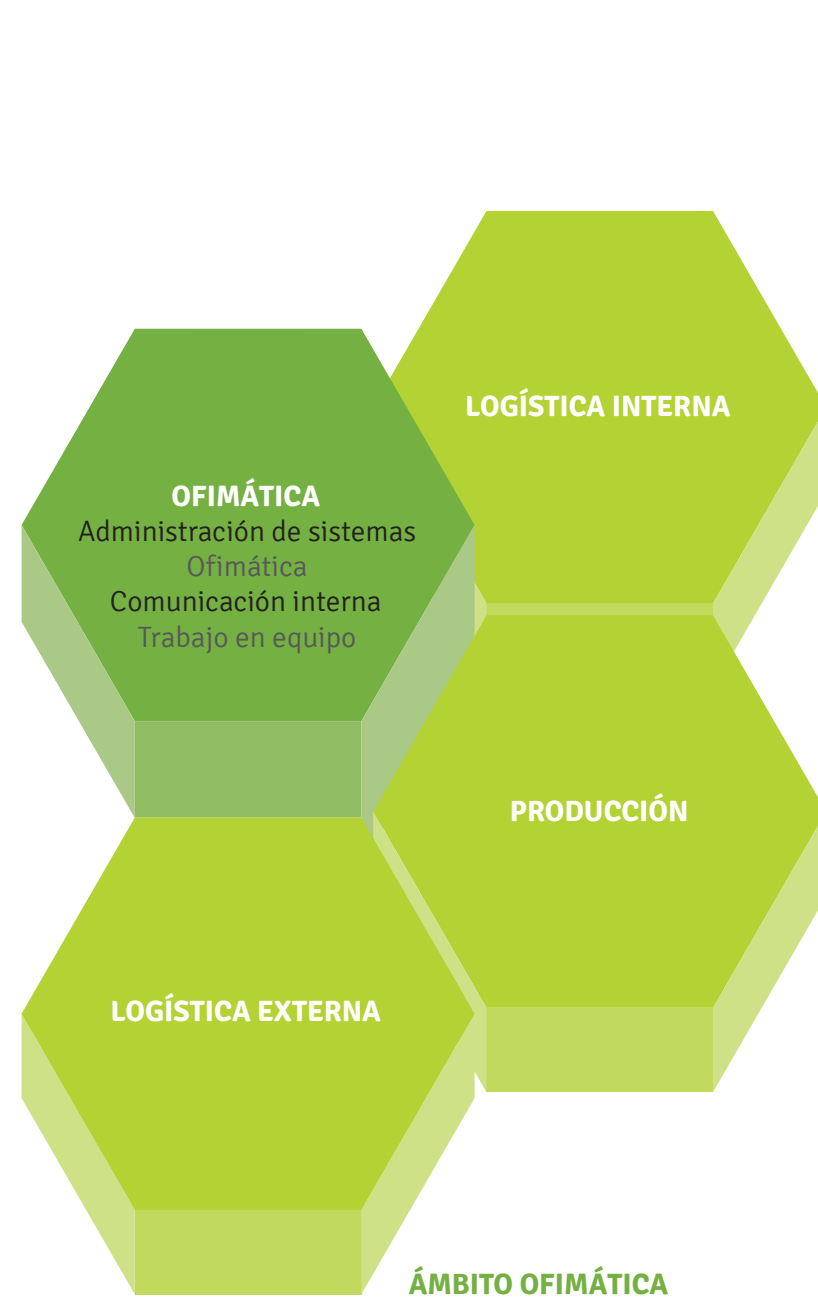 LOGÍSTICA INTERNA
OFIMÁTICA
Administración de sistemas
Ofimática
Comunicación interna
Trabajo en equipo
PRODUCCIÓN
LOGÍSTICA EXTERNA
ÁMBITO OFIMÁTICA